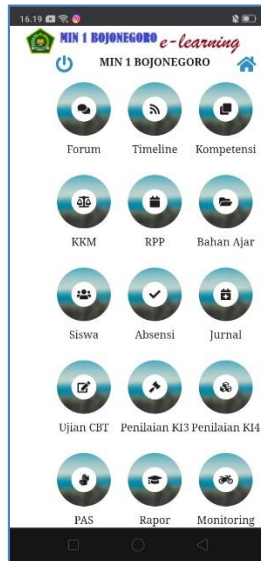 16.19
MIN 1 BOJONEGORO e-learning
MIN 1 BOJONEGORO
Forum Timeline Kompetensi
KKM RPP Bahan Ajar
Siswa Absensi Jurnal
Ujian CBT Penilaian KI3 Penilaian KI4
PAS Rapor Monitoring